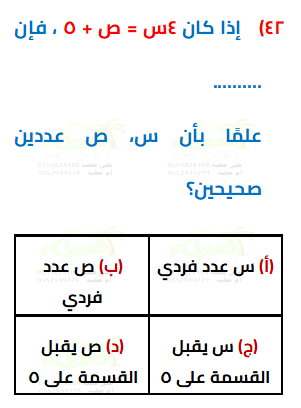 ٤٢) إذا كان ٤س = ص + ٥ ، فإن
..........
علمًا بأن س، ص عددين
صحيحين؟
(أ) س عدد فردي
(ب) ص عدد
فردي
(ج) س يقبل
القسمة على ٥
(د) ص يقبل
القسمة على ٥